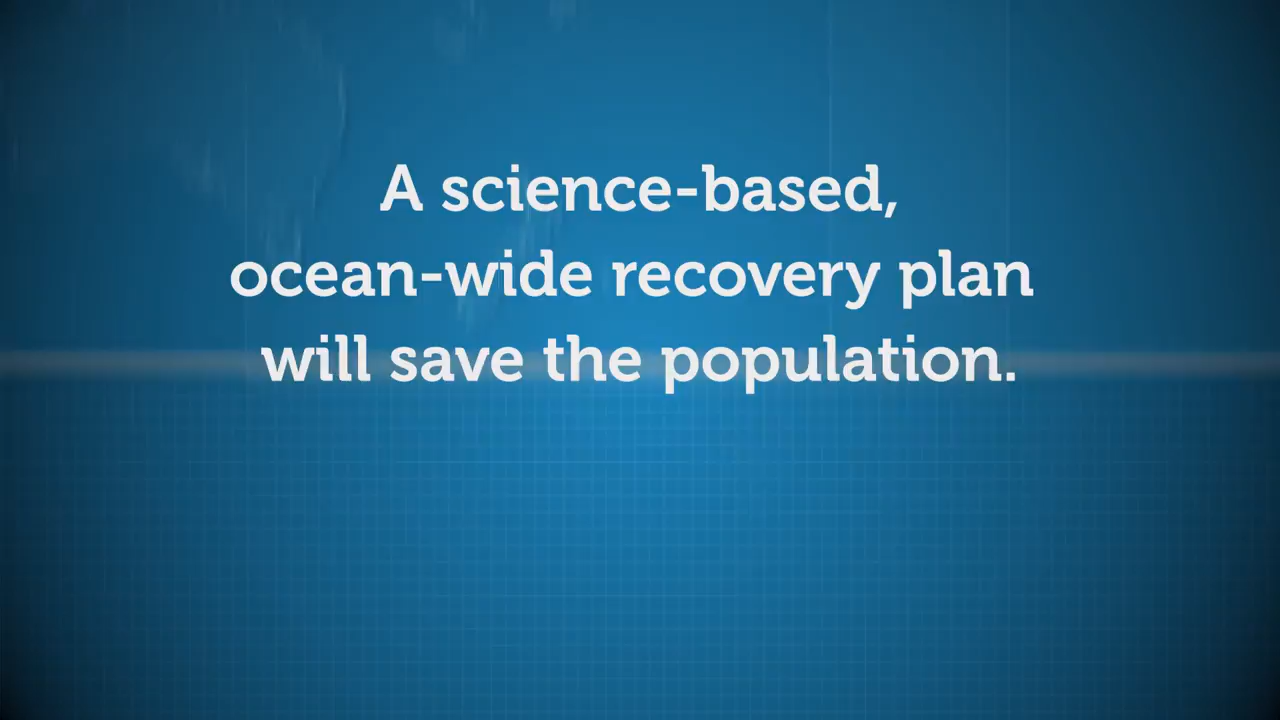 A science-based,
ocean-wide recovery plan
will save the population.